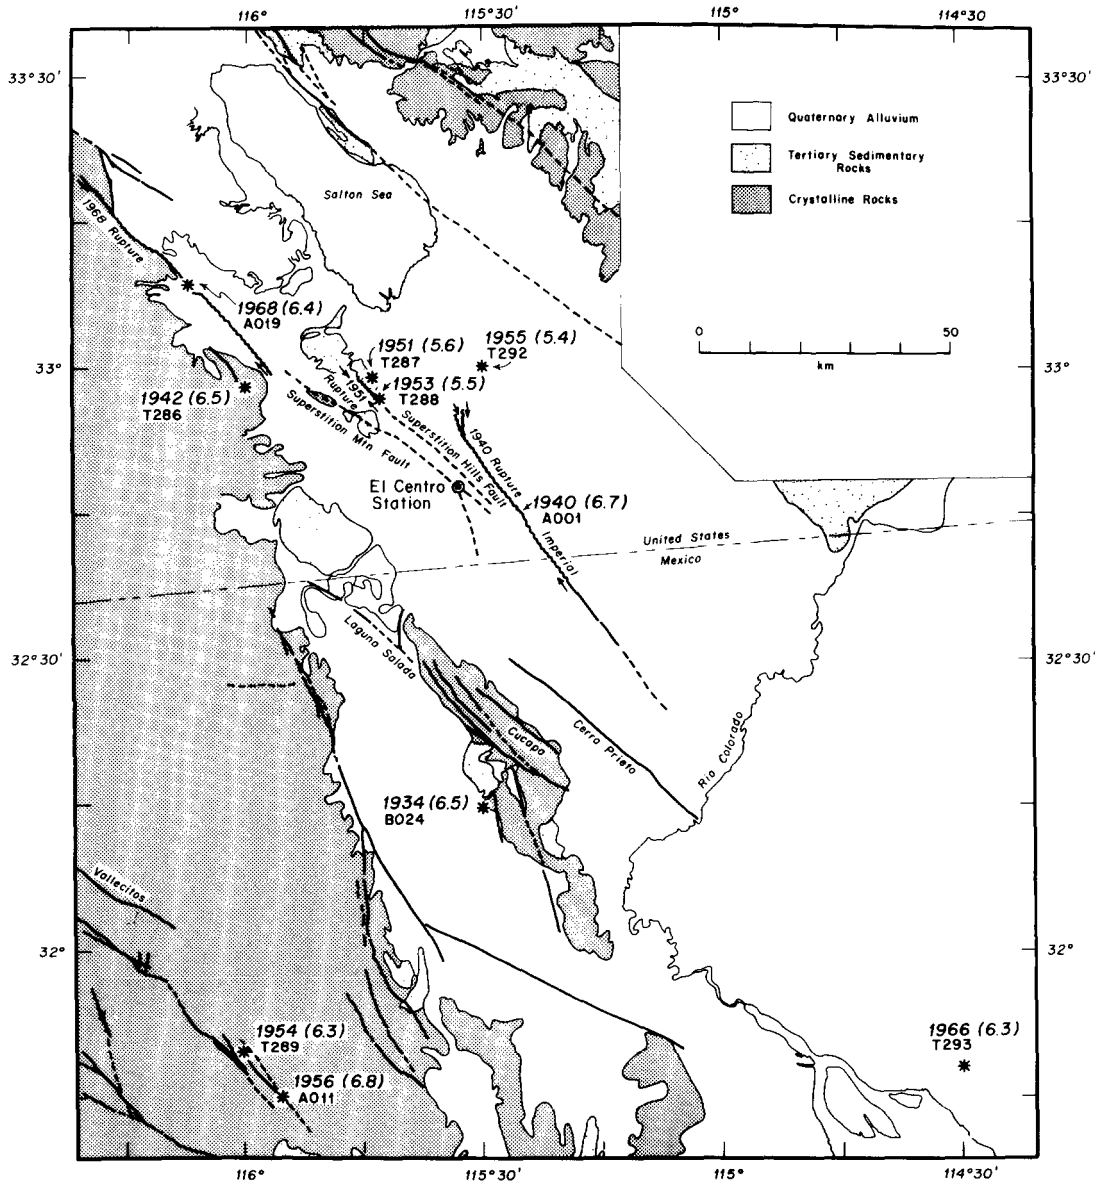 116°
115°30'
115°
114°30
33°30'
33°30'
Quaternary Alluvium
Tertiary Sedimentary
Rocks
Crystalline Rocks
Salton Sea
1968 Rupture
1968 (6.4)
A019
0
50
km
1951 (5.6)
T287
1955 (5.4)
T292
33°
33°
1953 (5.5)
T288
1951
Rupture
1942 (6.5)
T286
Superstition Mtn Fault
Superstition Hills Fault
1940 Rupture
El Centro
Station
1940 (6.7)
A001
Imperial
United States
Mexico
32°30'
32°30'
Laguna Salada
Cucapa
Cerro Prieto
Rio Colorado
1934 (6.5)
B024
Vallecitos
32°
32°
1954 (6.3)
T289
1956 (6.8)
A011
1966 (6.3)
T293
116°
115°30'
115°
114°30'